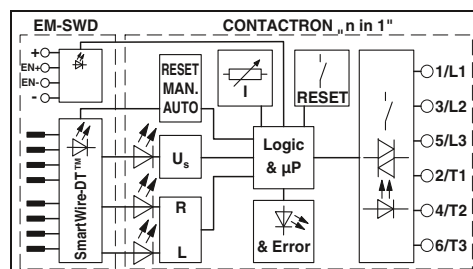 EM-SWD
CONTACTRON „n in 1"
+
EN+
EN-
-
SmartWire-DT™
RESET
MAN.
AUTO
I
RESET
Us
Logic
& µP
R
L
& Error
1/L1
3/L2
5/L3
2/T1
4/T2
6/T3